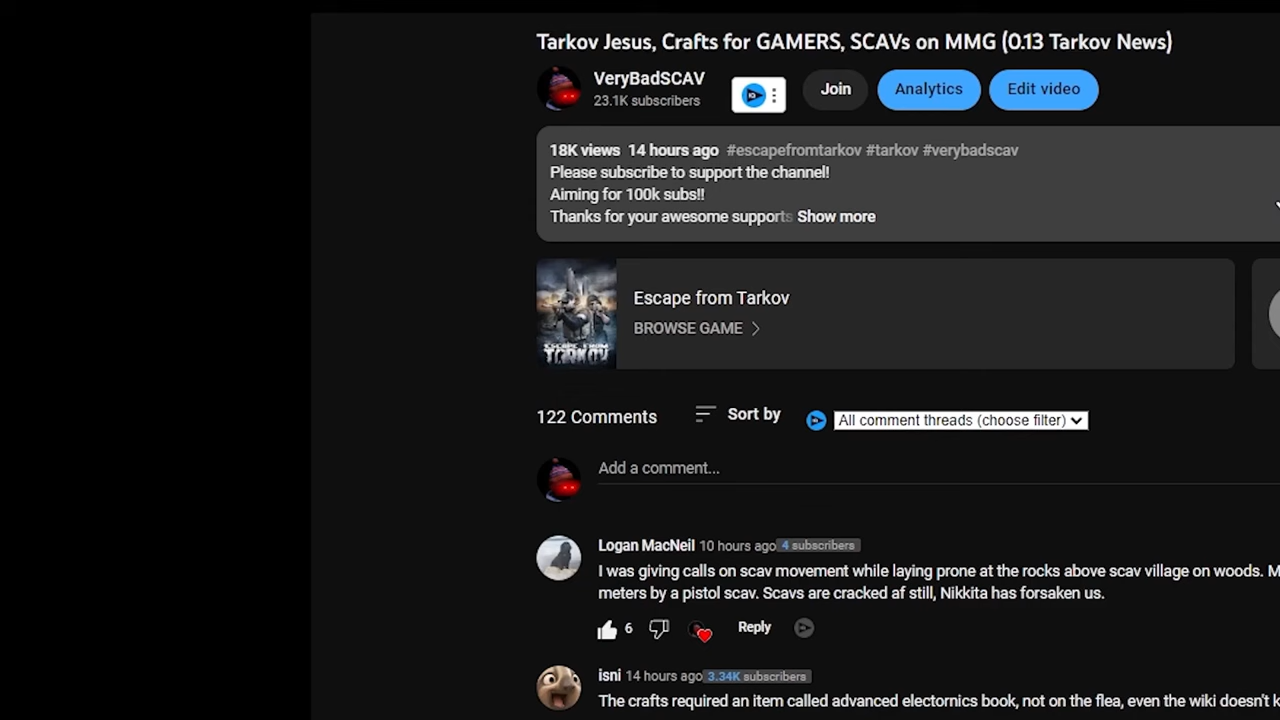 Tarkov Jesus, Crafts for GAMERS, SCAVs on MMG (0.13 Tarkov News)
VeryBadSCAV
23.1K subscribers
Join
Analytics
Edit video
18K views 14 hours ago #escapefromtarkov #tarkov #verybadscav
Please subscribe to support the channel!
Aiming for 100k subs!!
Thanks for your awesome supports Show more
ESCAPE FROM
TARKOV
Escape from Tarkov
BROWSE GAME
122 Comments
Sort by
All comment threads (choose filter)
Add a comment...
Logan MacNeil 10 hours ago 4 subscribers
I was giving calls on scav movement while laying prone at the rocks above scav village on woods. M
meters by a pistol scav. Scavs are cracked af still, Nikkita has forsaken us.
6
Reply
isni 14 hours ago 3.34K subscribers
The crafts required an item called advanced electornics book, not on the flea, even the wiki doesn't k